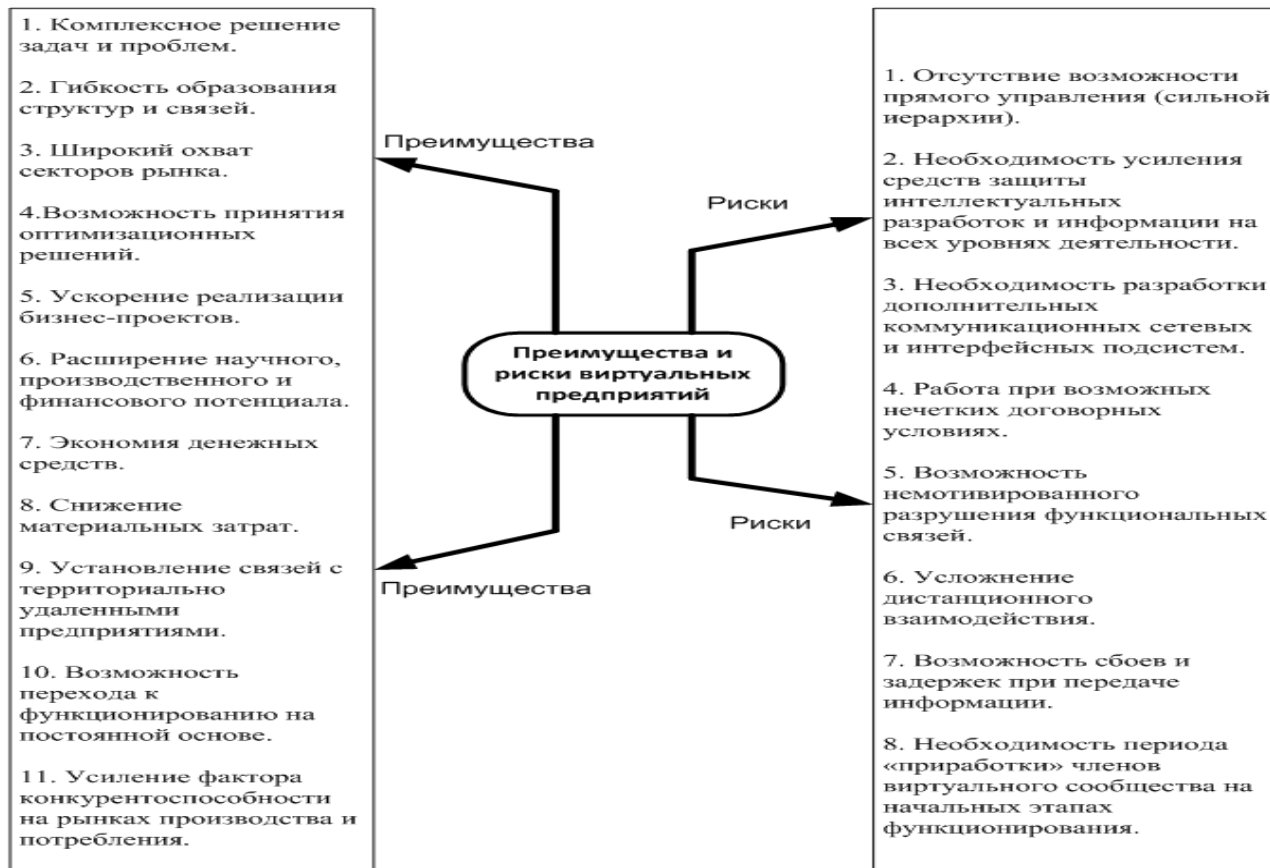 1. Комплексное решение
задач и проблем.
2. Гибкость образования
структур и связей.
3. Широкий охват
секторов рынка.
4.Возможность принятия
оптимизационных
решений.
5. Ускорение реализации
бизнес-проектов.
6. Расширение научного,
производственного и
финансового потенциала.
7. Экономия денежных
средств.
8. Снижение
материальных затрат.
9. Установление связей с
территориально
удаленными
предприятиями.
10. Возможность
перехода к
функционированию на
постоянной основе.
11. Усиление фактора
конкурентоспособности
на рынках производства и
потребления.
Преимущества
Риски
Преимущества и
риски виртуальных
предприятий
Риски
Преимущества
1. Отсутствие возможности
прямого управления (сильной
иерархии).
2. Необходимость усиления
средств защиты
интеллектуальных
разработок и информации на
всех уровнях деятельности.
3. Необходимость разработки
дополнительных
коммуникационных сетевых
и интерфейсных подсистем.
4. Работа при возможных
нечетких договорных
условиях.
5. Возможность
немотивированного
разрушения функциональных
связей.
6. Усложнение
дистанционного
взаимодействия.
7. Возможность сбоев и
задержек при передаче
информации.
8. Необходимость периода
«приработки» членов
виртуального сообщества на
начальных этапах
функционирования.